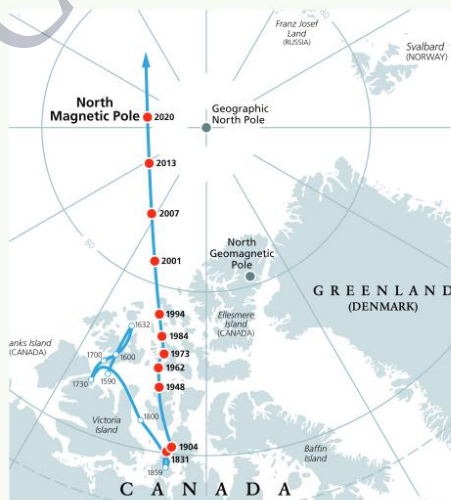 Franz Josef
Land
(RUSSIA)
80
Svalbard
(NORWAY)
North
Magnetic Pole
2020
Geographic
North Pole
2013
2007
80
North
Geomagnetic
Pole
2001
GREENLAND
(DENMARK)
1994
Ellesmere
Island
(CANADA)
1632
1984
anks Island
(CANADA)
1700
1600
1973
1590
1962
1730
1948
Victoria
Island
1800
1904
1831
Baffin
Island
1859
CANADA